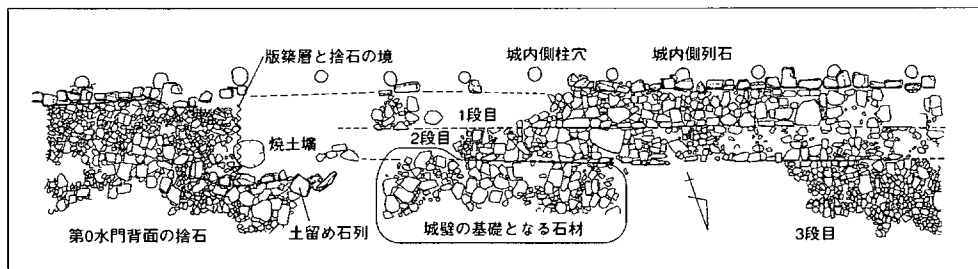 版築層と捨石の境
城内側柱穴
城内側列石
1段目
2段目
焼土壙
城壁の基礎となる石材
土留め石列
第0水門背面の捨石
3段目